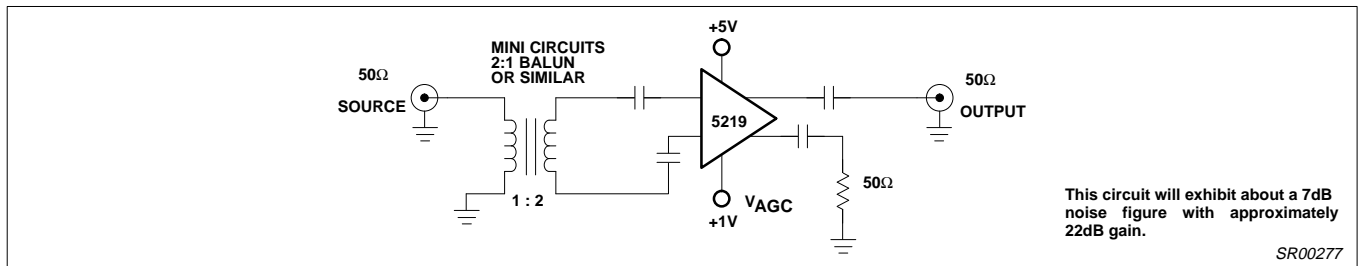 50Ω
SOURCE
MINI CIRCUITS
2:1 BALUN
OR SIMILAR
1 : 2
+5V
5219
VAGC
+1V
50Ω
OUTPUT
50Ω
This circuit will exhibit about a 7dB
noise figure with approximately
22dB gain.
SR00277